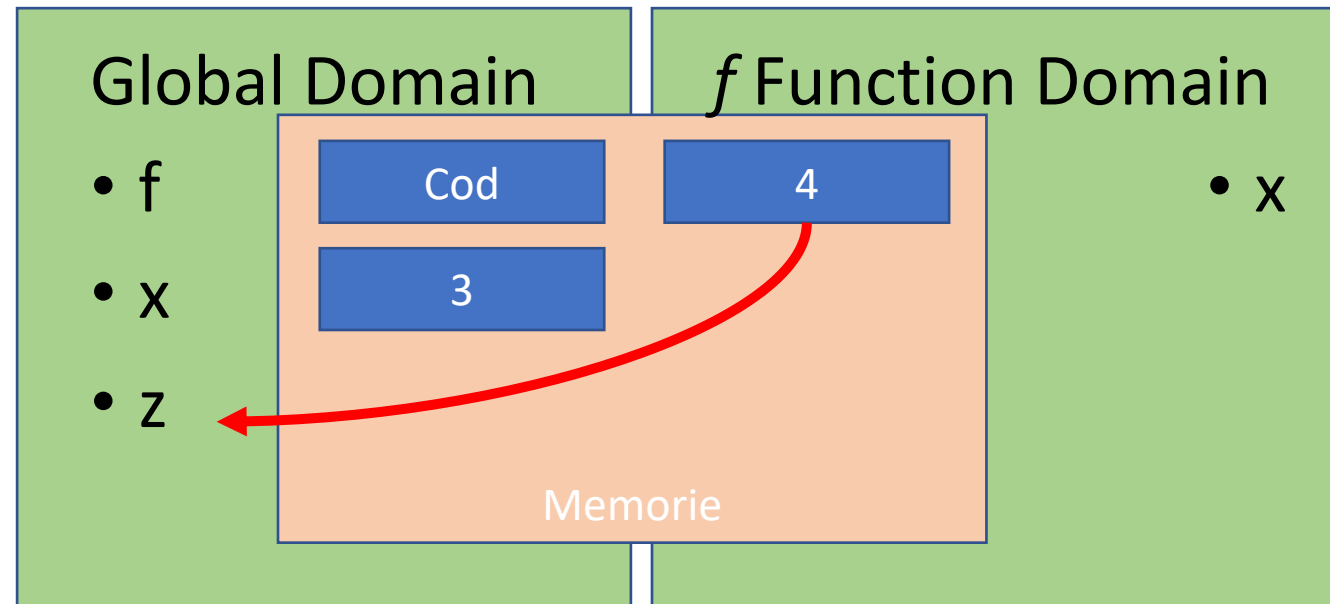 Global Domain
f Function Domain
• f
Cod
4
• x
• x
3
• z
Memorie